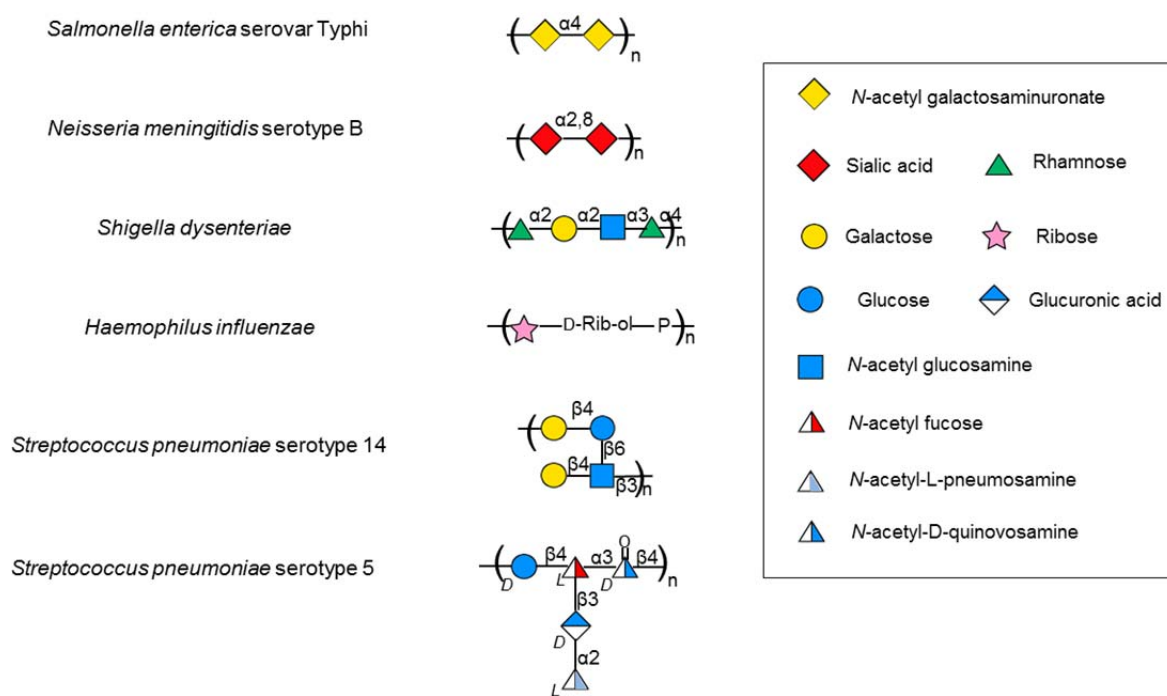 Salmonella enterica serovar Typhi
α4
( )n
Neisseria meningitidis serotype B
α2,8
( )n
Shigella dysenteriae
α2 α2 α3 α4
( )n
Haemophilus influenzae
( D-Rib-ol P )n
Streptococcus pneumoniae serotype 14
β4
(
β6
β4
β3 )n
Streptococcus pneumoniae serotype 5
O
β4 α3 β4
( )n
D L D
β3
D
α2
L
N-acetyl galactosaminuronate
Sialic acid Rhamnose
Galactose Ribose
Glucose Glucuronic acid
N-acetyl glucosamine
N-acetyl fucose
N-acetyl-L-pneumosamine
N-acetyl-D-quinovosamine